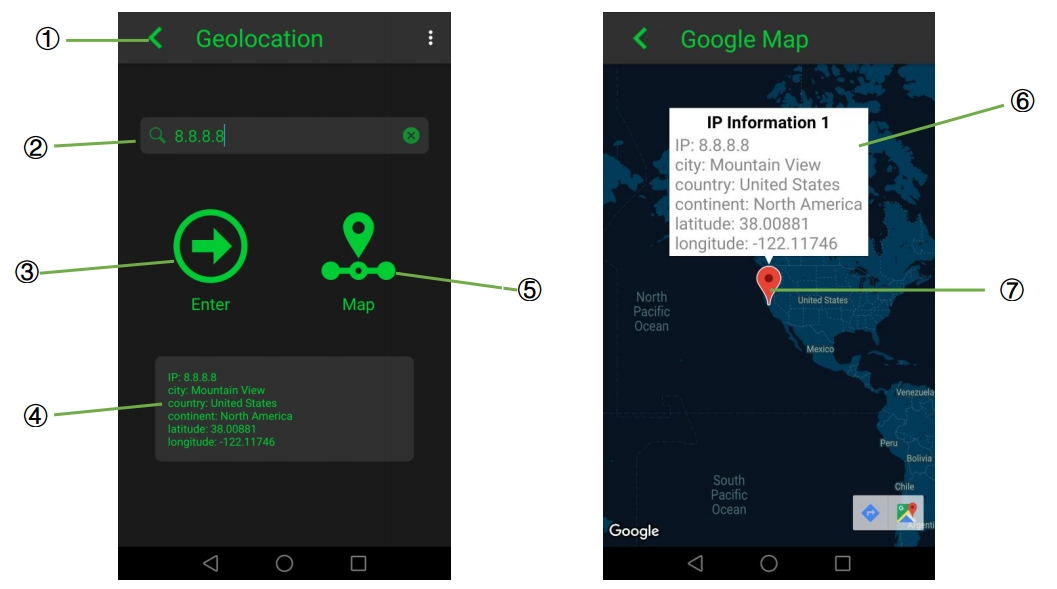 ①
Geolocation
②
8.8.8.8
③
Enter
Map
⑤
④
IP: 8.8.8.8
city: Mountain View
country: United States
continent: North America
latitude: 38.00881
longitude: -122.11746
Google Map
⑥
IP Information 1
IP: 8.8.8.8
city: Mountain View
country: United States
continent: North America
latitude: 38.00881
longitude: -122.11746
⑦
North
Pacific
Ocean
United States
Mexico
Venezuela
Peru
Bolivia
South
Pacific
Ocean
Chile
Argenti
Google